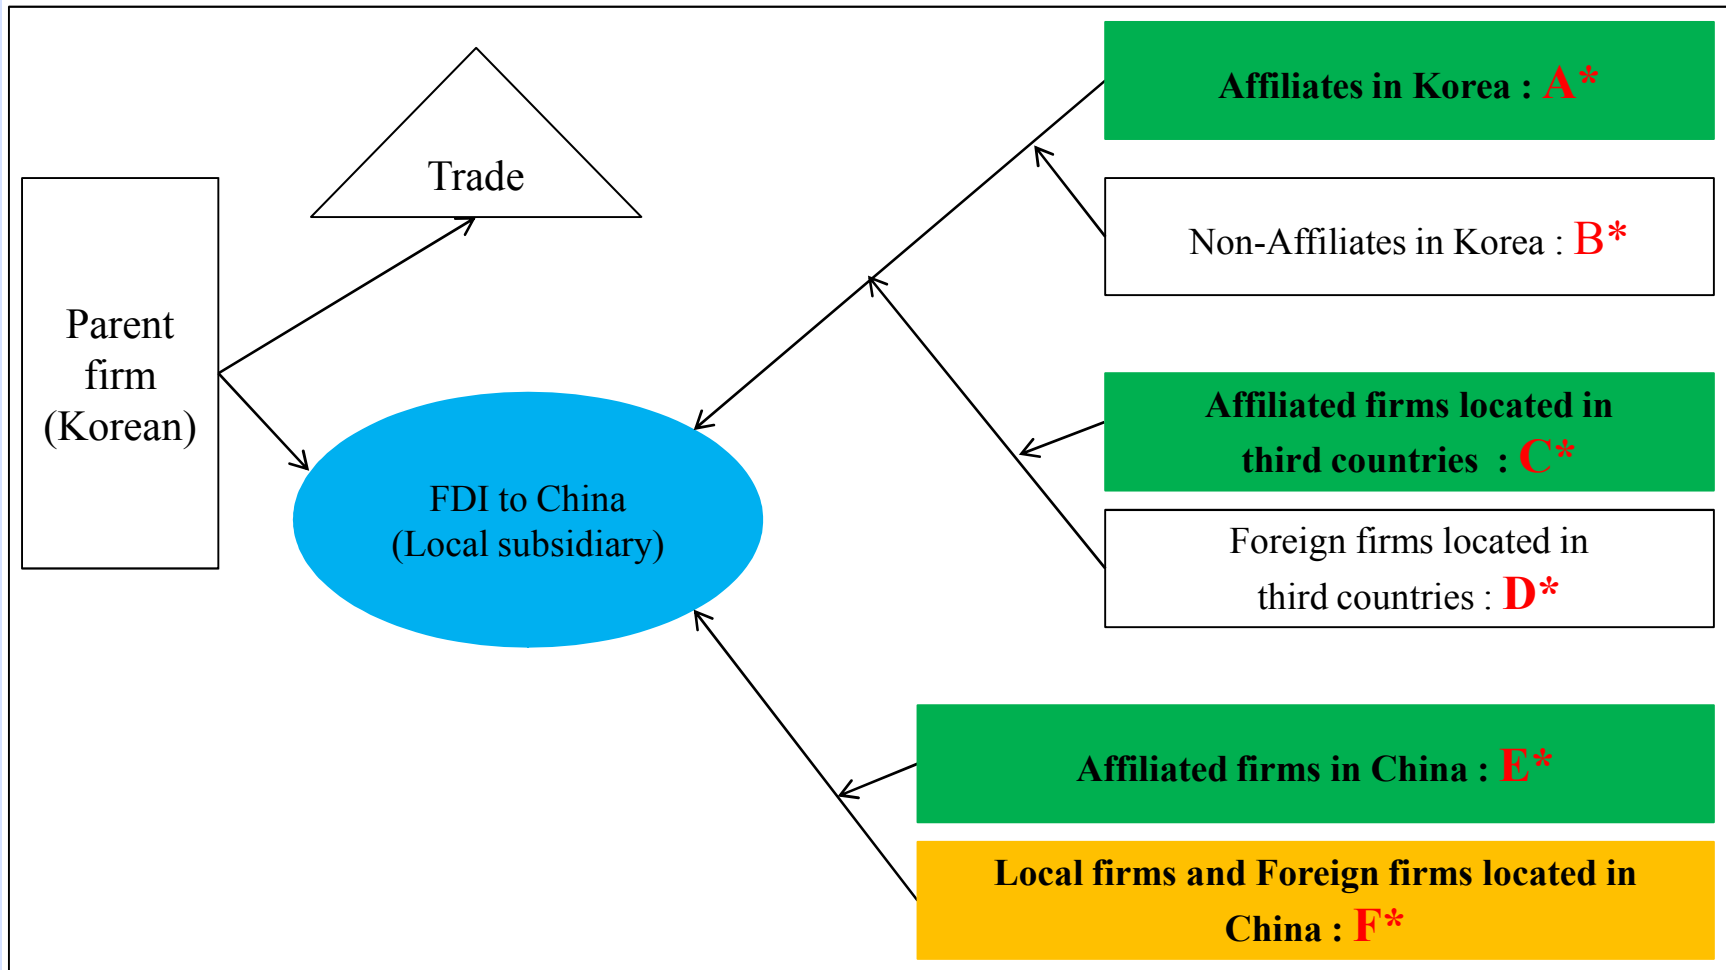 Trade
Parent
firm
(Korean)
FDI to China
(Local subsidiary)
Affiliates in Korea : A*
Non-Affiliates in Korea : B*
Affiliated firms located in
third countries : C*
Foreign firms located in
third countries : D*
Affiliated firms in China : E*
Local firms and Foreign firms located in
China : F*